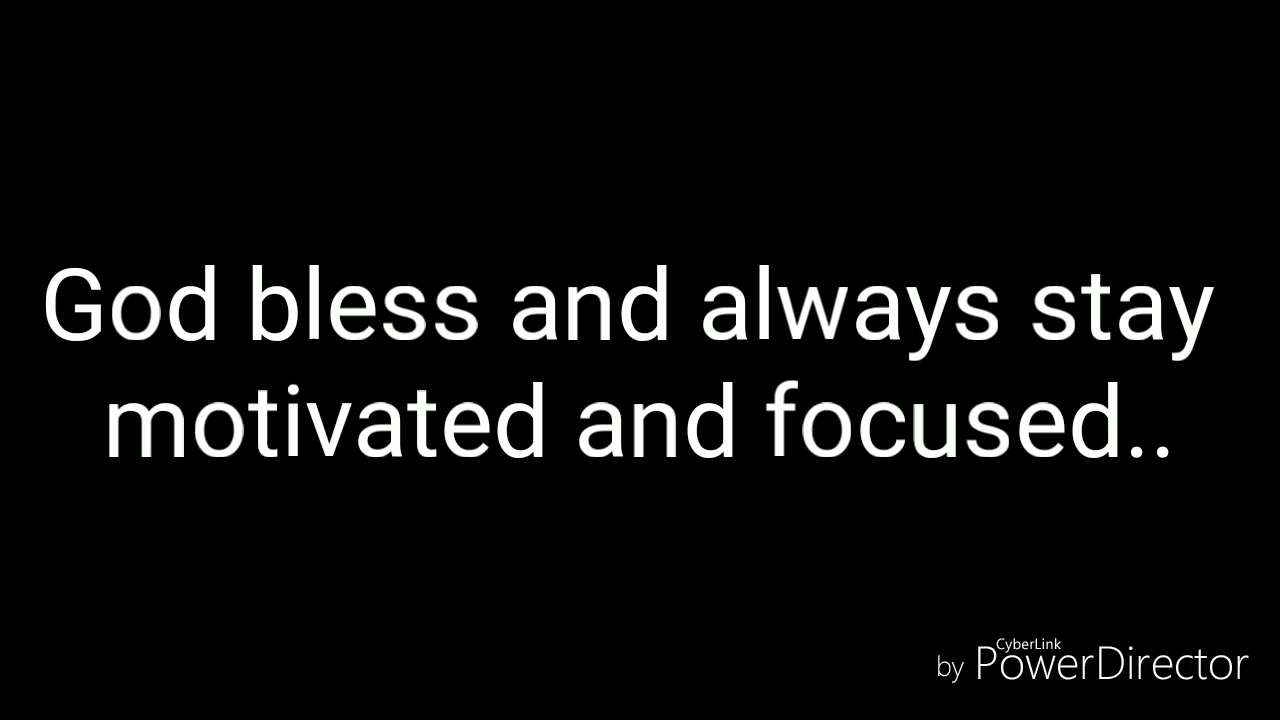 God bless and always stay
motivated and focused..
by CyberLink PowerDirector